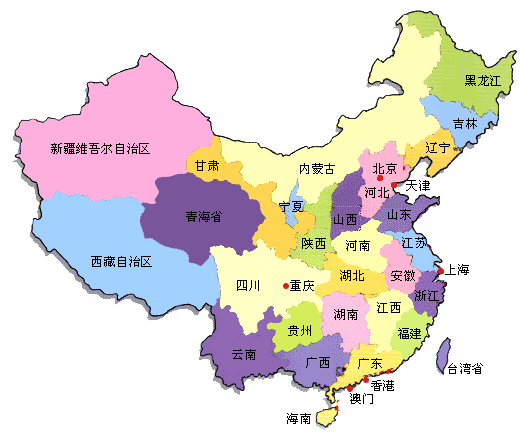 黑龙江
吉林
辽宁
新疆维吾尔自治区
甘肃
内蒙古
北京
天津
河北
宁夏
山西
山东
青海省
陕西
河南
江苏
西藏自治区
四川
重庆
湖北
安徽
上海
浙江
湖南
江西
贵州
福建
云南
广西
广东
台湾省
香港
澳门
海南